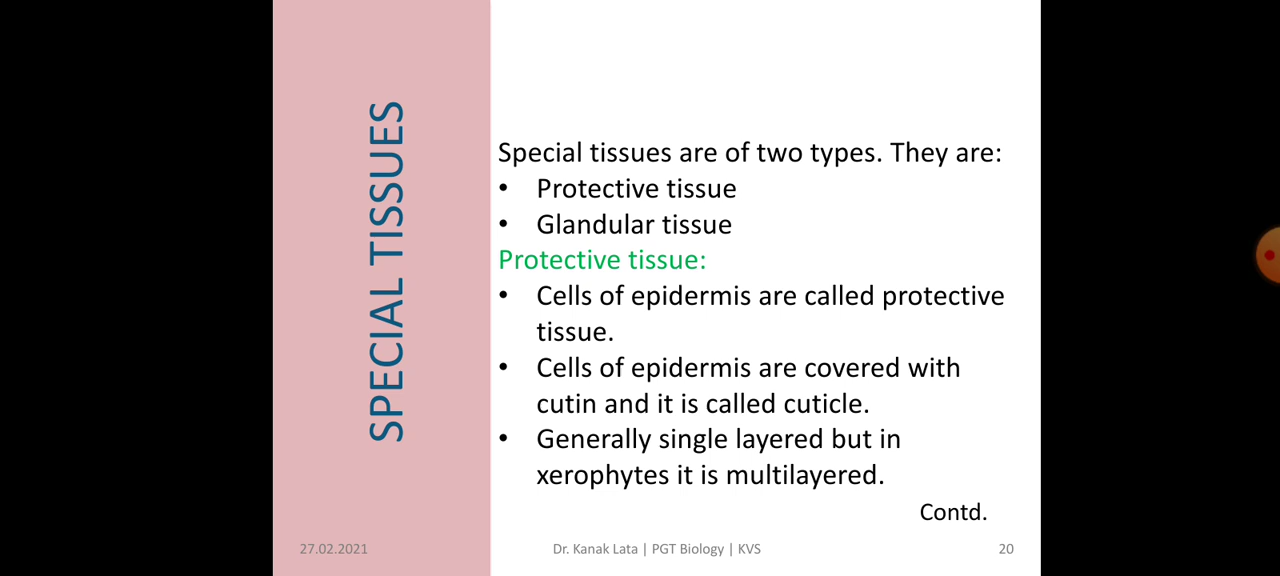 SPECIAL TISSUES
Special tissues are of two types. They are:
• Protective tissue
• Glandular tissue
Protective tissue:
• Cells of epidermis are called protective
tissue.
• Cells of epidermis are covered with
cutin and it is called cuticle.
• Generally single layered but in
xerophytes it is multilayered.
Contd.
27.02.2021
Dr. Kanak Lata | PGT Biology | KVS
20